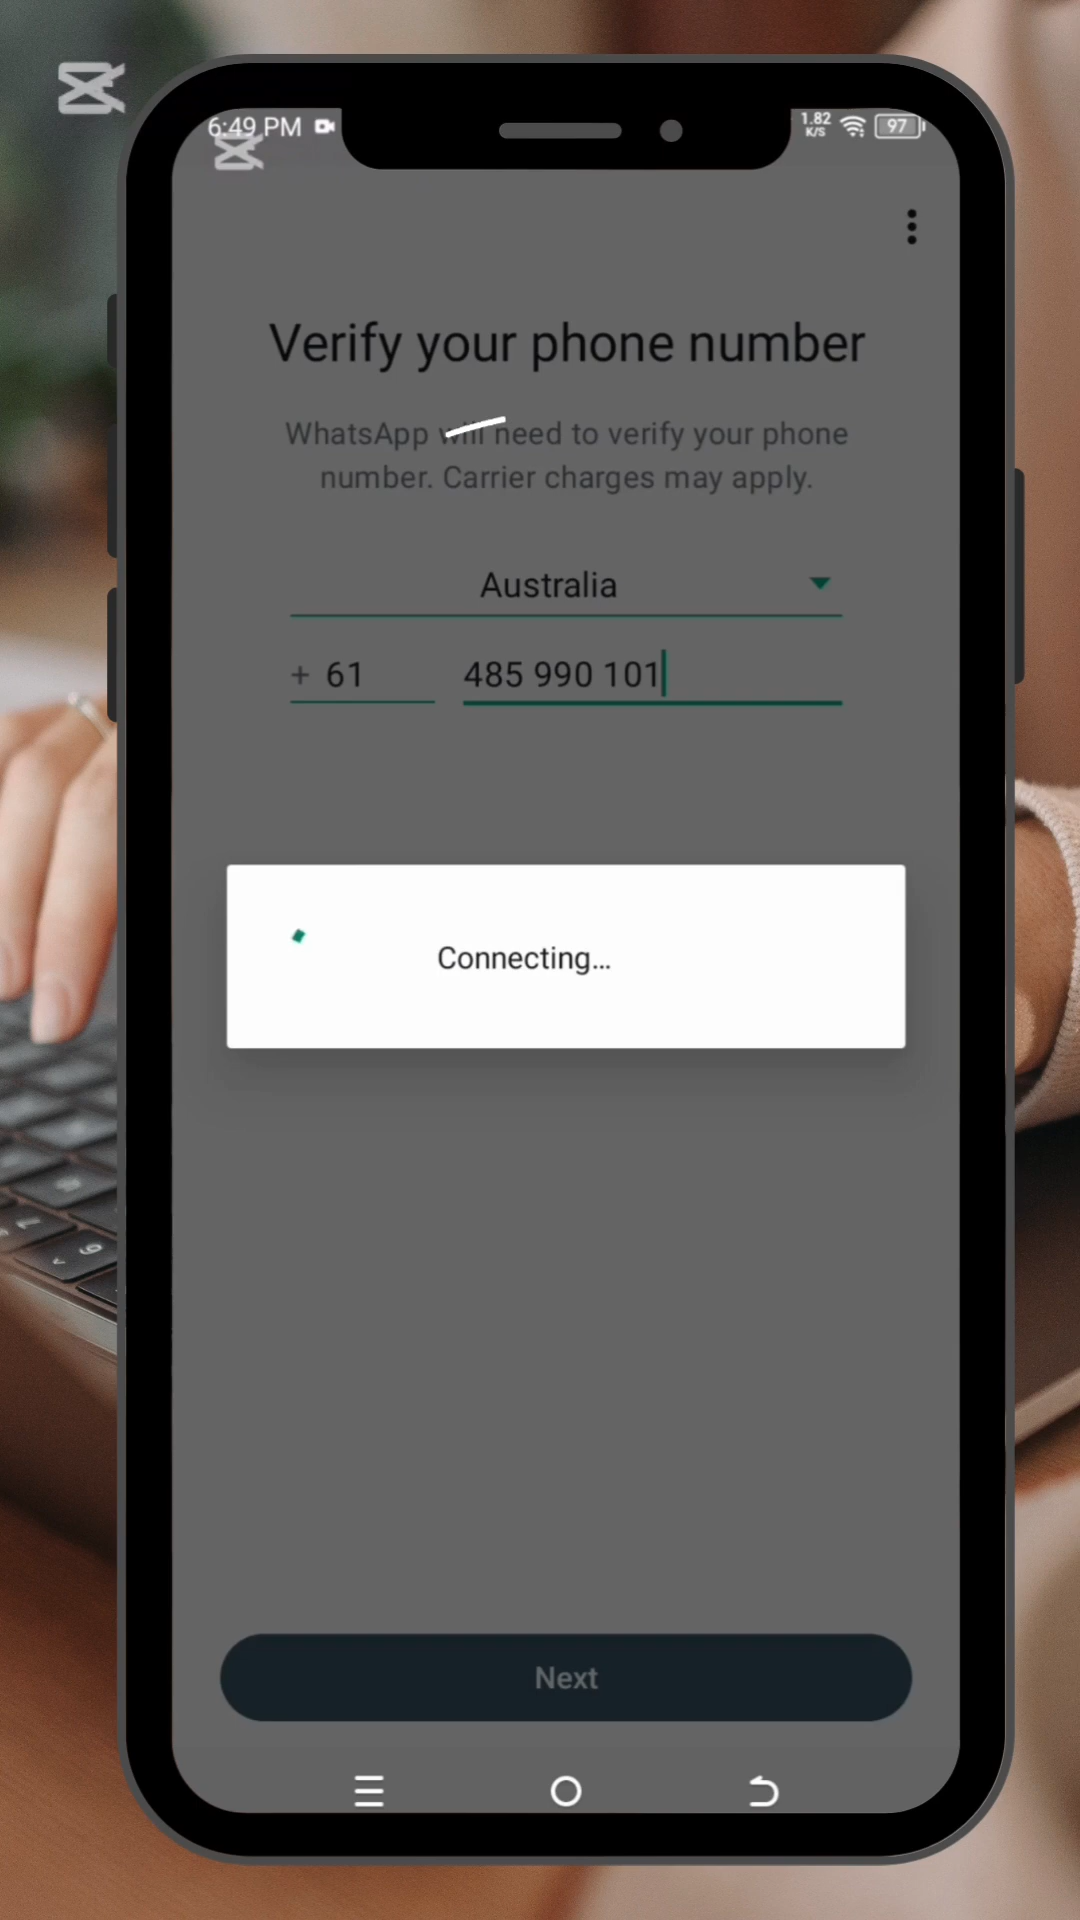 6:49 PM
1.82
K/S
97
Verify your phone number
WhatsApp will need to verify your phone
number. Carrier charges may apply.
Australia
+ 61 485 990 101
Connecting...
Next